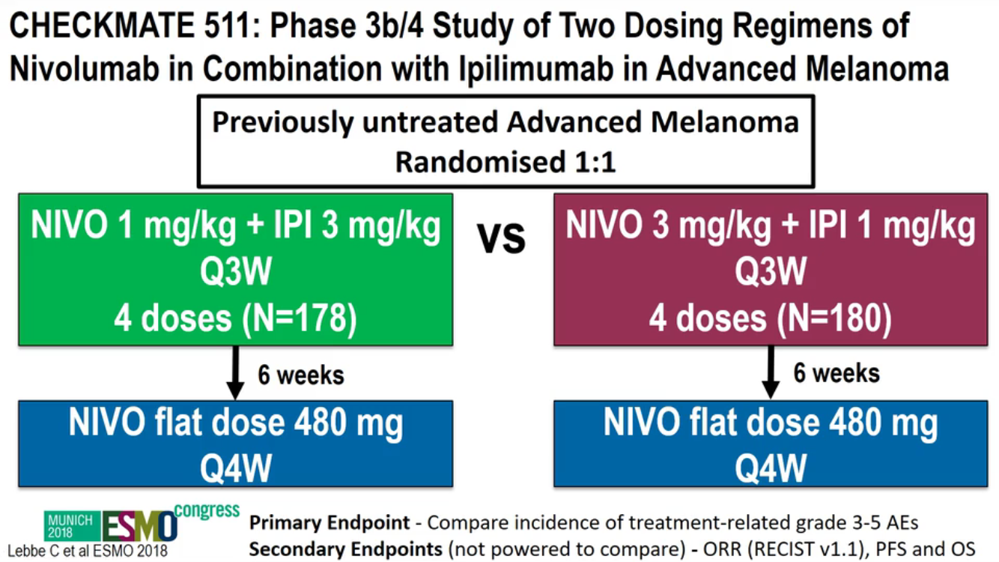 CHECKMATE 511: Phase 3b/4 Study of Two Dosing Regimens of
Nivolumab in Combination with Ipilimumab in Advanced Melanoma
Previously untreated Advanced Melanoma
Randomised 1:1
NIVO 1 mg/kg + IPI 3 mg/kg
Q3W
4 doses (N=178)
vs
NIVO 3 mg/kg + IPI 1 mg/kg
Q3W
4 doses (N=180)
6 weeks
6 weeks
NIVO flat dose 480 mg
Q4W
NIVO flat dose 480 mg
Q4W
MUNICH
2018
ESMO
congress
Lebbe C et al ESMO 2018
Primary Endpoint - Compare incidence of treatment-related grade 3-5 AEs
Secondary Endpoints (not powered to compare) - ORR (RECIST v1.1), PFS and OS